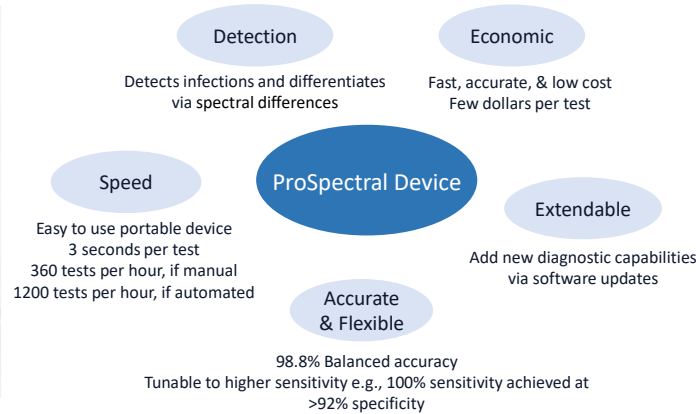 Detection
Detects infections and differentiates
via spectral differences
Economic
Fast, accurate, & low cost
Few dollars per test
ProSpectral Device
Speed
Easy to use portable device
3 seconds per test
360 tests per hour, if manual
1200 tests per hour, if automated
Extendable
Add new diagnostic capabilities
via software updates
Accurate
& Flexible
98.8% Balanced accuracy
Tunable to higher sensitivity e.g., 100% sensitivity achieved at
>92% specificity